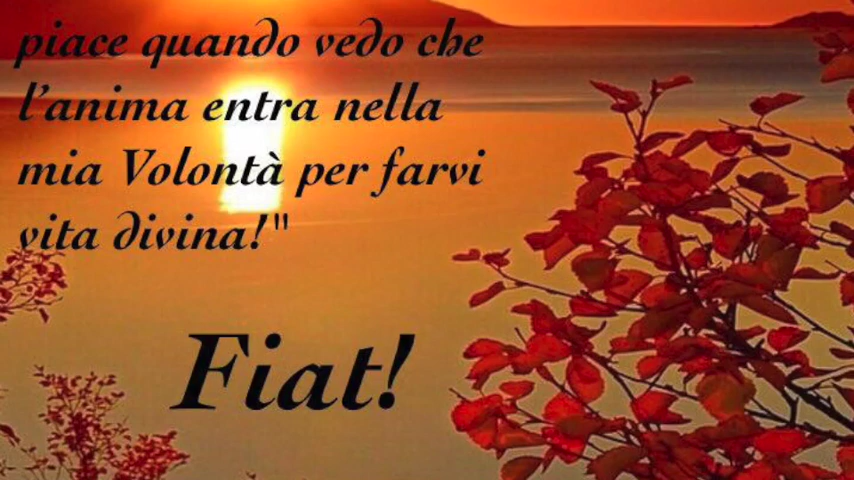 piace quando vedo che
l'anima entra nella
mia Volontà per farvi
vita divina!"
Fiat!